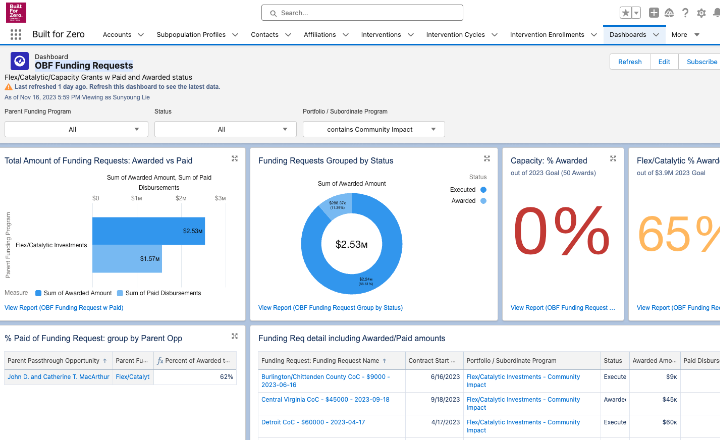 Built
For
Zero
Search...
Built for Zero
Accounts
Subpopulation Profiles
Contacts
Affiliations
Interventions
Intervention Cycles
Intervention Enrollments
Dashboards
More
Dashboard
OBF Funding Requests
Refresh
Edit
Subscribe
Flex/Catalytic/Capacity Grants w Paid and Awarded status
Last refreshed 1 day ago. Refresh this dashboard to see the latest data.
As of Nov 16, 2023 5:59 PM Viewing as Sunyoung Lie
Parent Funding Program
Status
Portfolio / Subordinate Program
All
All
contains Community Impact
Total Amount of Funding Requests: Awarded vs Paid
Sum of Awarded Amount, Sum of Paid
Disbursements
$0
$1M
$2M
$3M
Parent Funding Program
Flex/Catalytic Investments
$2.53M
$1.57M
Measure
Sum of Awarded Amount
Sum of Paid Disbursements
View Report (OBF Funding Request w Paid)
Funding Requests Grouped by Status
Sum of Awarded Amount
Status
Executed
Awarded
$2.53M
View Report (OBF Funding Request Group by Status)
Capacity: % Awarded
out of 2023 Goal (50 Awards)
0%
View Report (OBF Funding Request ...
Flex/Catalytic % Awarde
out of $3.9M 2023 Goal
65%
View Report (OBF Funding Re
% Paid of Funding Request: group by Parent Opp
Parent Passthrough Opportunity ↑
Parent Fu...
fx Percent of Awarded t...
John D. and Catherine T. MacArthur
Flex/Catalyt
62%
Funding Req detail including Awarded/Paid amounts
Funding Request: Funding Request Name ↑
Contract Start ...
Portfolio / Subordinate Program
Status
Awarded Amo...
Paid Disburs
Burlington/Chittenden County CoC - $9000 -
2023-06-16
6/16/2023
Flex/Catalytic Investments - Community
Impact
Execute
$9K
Central Virginia CoC - $45000 - 2023-09-18
9/18/2023
Flex/Catalytic Investments - Community
Impact
Awarde
$45K
Detroit CoC - $60000 - 2023-04-17
4/17/2023
Flex/Catalytic Investments - Community
Impact
Execute
$60K